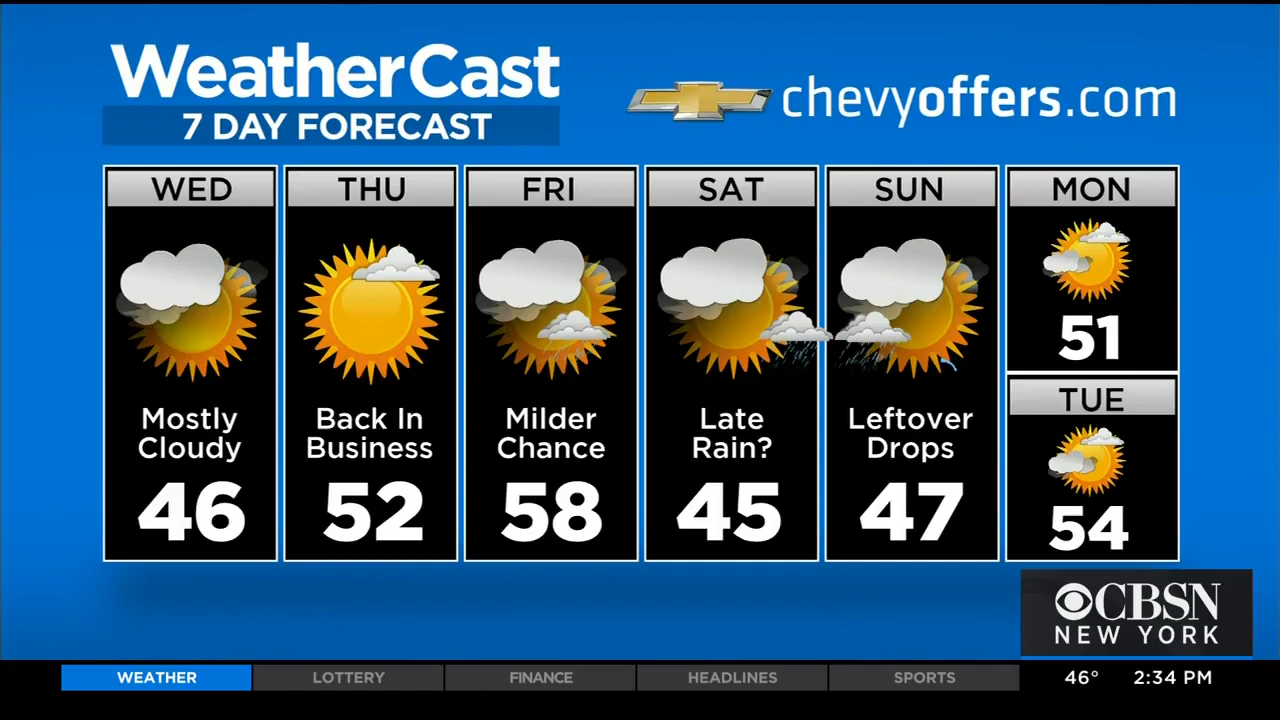 WeatherCast
7 DAY FORECAST
chevyoffers.com
WED
Mostly
Cloudy
46
THU
Back In
Business
52
FRI
Milder
Chance
58
SAT
Late
Rain?
45
SUN
Leftover
Drops
47
MON
51
TUE
54
CBSN
NEW YORK
WEATHER
LOTTERY
FINANCE
HEADLINES
SPORTS
46°
2:34 PM